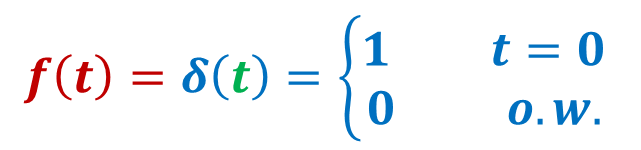 f(t) = δ(t) = { 1 t = 0
0 o.w.